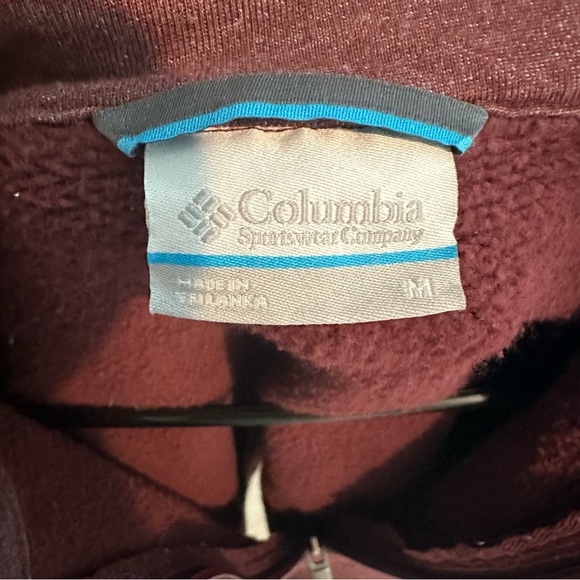 Columbia
Sportswear Company
MADE IN
SRI LANKA
M